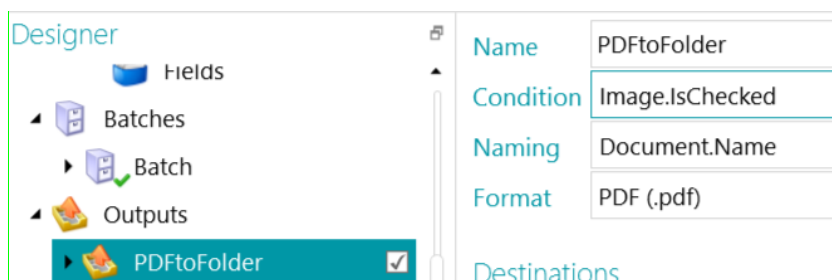 Designer
Fields
Batches
Batch
Outputs
PDFtoFolder
Name PDFtoFolder
Condition Image.IsChecked
Naming Document.Name
Format PDF (.pdf)
Destinations